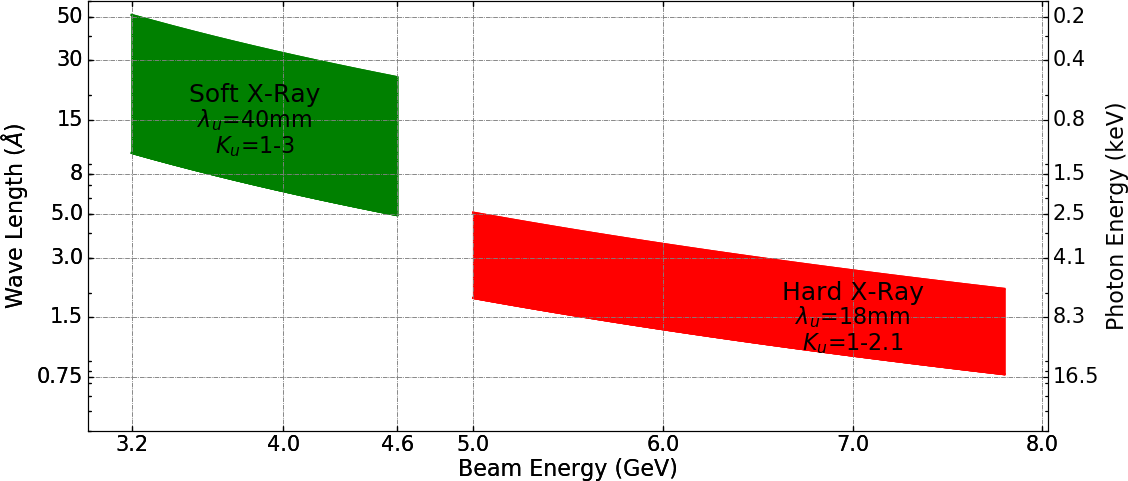 50
30
15
8
5.0
3.0
1.5
0.75
Wave Length (Å)
0.2
0.4
0.8
1.5
2.5
4.1
8.3
16.5
Photon Energy (keV)
Soft X-Ray
λu=40mm
Ku=1-3
Hard X-Ray
λu=18mm
Ku=1-2.1
3.2 4.0 4.6 5.0 6.0 7.0 8.0
Beam Energy (GeV)